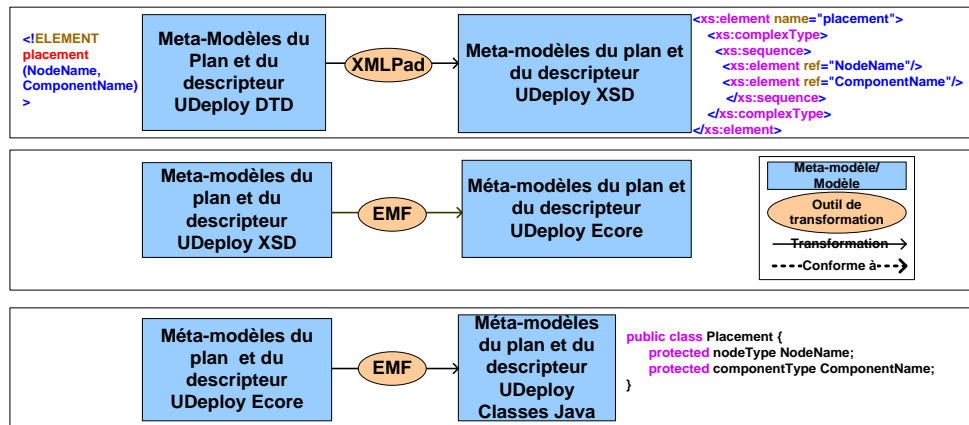 <!ELEMENT
placement
(NodeName,
ComponentName)
>
Meta-Modèles du
Plan et du
descripteur
UDeploy DTD
XMLPad
Meta-modèles du plan et
du descripteur
UDeploy XSD
<xs:element name="placement">
<xs:complexType>
<xs:sequence>
<xs:element ref="NodeName"/>
<xs:element ref="ComponentName"/>
</xs:sequence>
</xs:complexType>
</xs:element>
Meta-modèles du
plan et du
descripteur
UDeploy XSD
EMF
Méta-modèles du plan et
du descripteur
UDeploy Ecore
Meta-modèle/
Modèle
Outil de
transformation
Transformation
Conforme à
Méta-modèles du
plan et du
descripteur
UDeploy Ecore
EMF
Méta-modèles
du plan et du
descripteur
UDeploy
Classes Java
public class Placement {
protected nodeType NodeName;
protected componentType ComponentName;
}